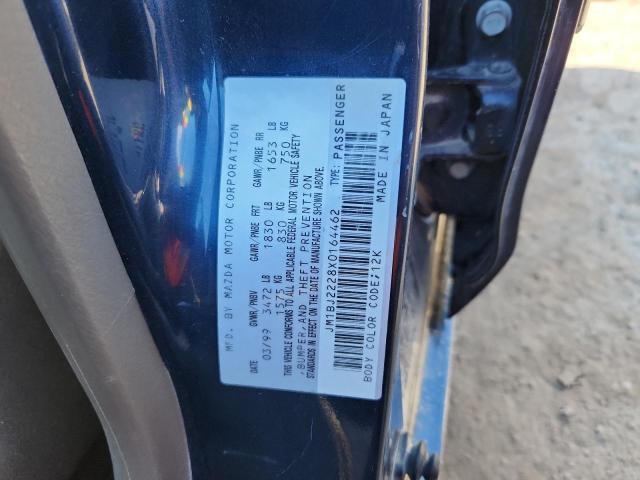 MFD. BY MAZDA MOTOR CORPORATION
DATE GVWR/PNBV GAWR/PNBE FRT GAWR/PNBE RR
03/99 3472 LB 1830 LB 1653 LB
1575 KG 830 KG 750 KG
THIS VEHICLE CONFORMS TO ALL APPLICABLE FEDERAL MOTOR VEHICLE SAFETY
,BUMPER,AND THEFT PREVENTION
STANDARDS IN EFFECT ON THE DATE OF MANUFACTURE SHOWN ABOVE.
JM1BJ2228X0164462 TYPE: PASSENGER
BODY COLOR CODE;12K MADE IN JAPAN